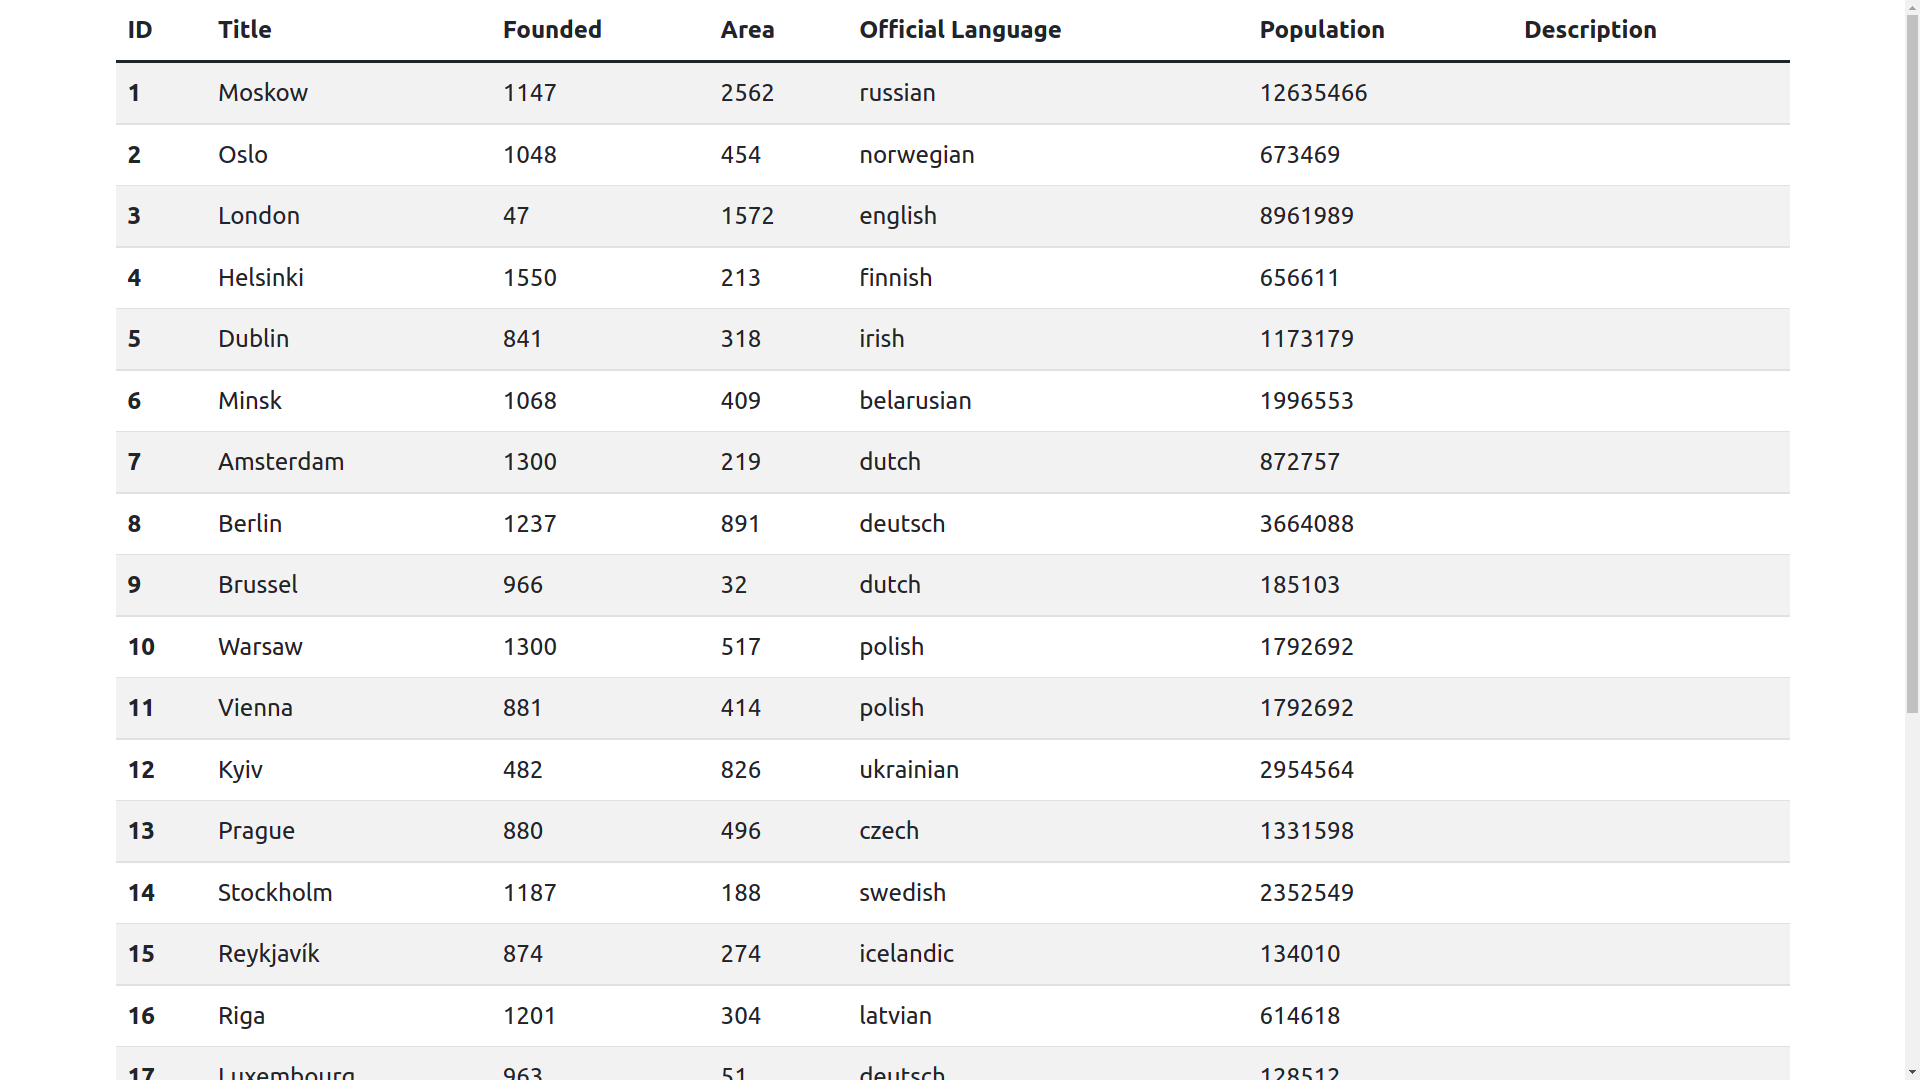 ID Title Founded Area Official Language Population Description
1 Moskow 1147 2562 russian 12635466
2 Oslo 1048 454 norwegian 673469
3 London 47 1572 english 8961989
4 Helsinki 1550 213 finnish 656611
5 Dublin 841 318 irish 1173179
6 Minsk 1068 409 belarusian 1996553
7 Amsterdam 1300 219 dutch 872757
8 Berlin 1237 891 deutsch 3664088
9 Brussel 966 32 dutch 185103
10 Warsaw 1300 517 polish 1792692
11 Vienna 881 414 polish 1792692
12 Kyiv 482 826 ukrainian 2954564
13 Prague 880 496 czech 1331598
14 Stockholm 1187 188 swedish 2352549
15 Reykjavík 874 274 icelandic 134010
16 Riga 1201 304 latvian 614618
17 Luxembourg 963 51 deutsch 128512